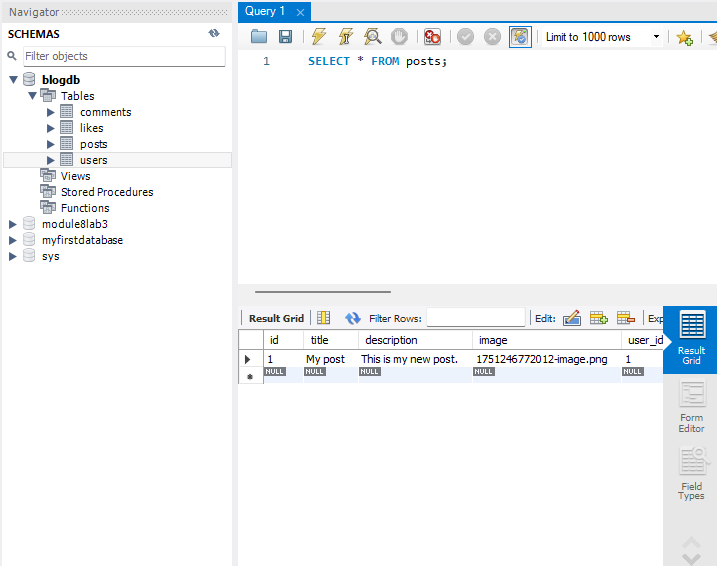 Navigator
SCHEMAS
Filter objects
blogdb
Tables
comments
likes
posts
users
Views
Stored Procedures
Functions
module8lab3
myfirstdatabase
sys
Query 1
Limit to 1000 rows
1 SELECT * FROM posts;
Result Grid Filter Rows: Edit: Exp
id title description image user_id
1 My post This is my new post. 1751246772012-image.png 1
NULL NULL NULL NULL NULL
Result
Grid
Form
Editor
Field
Types